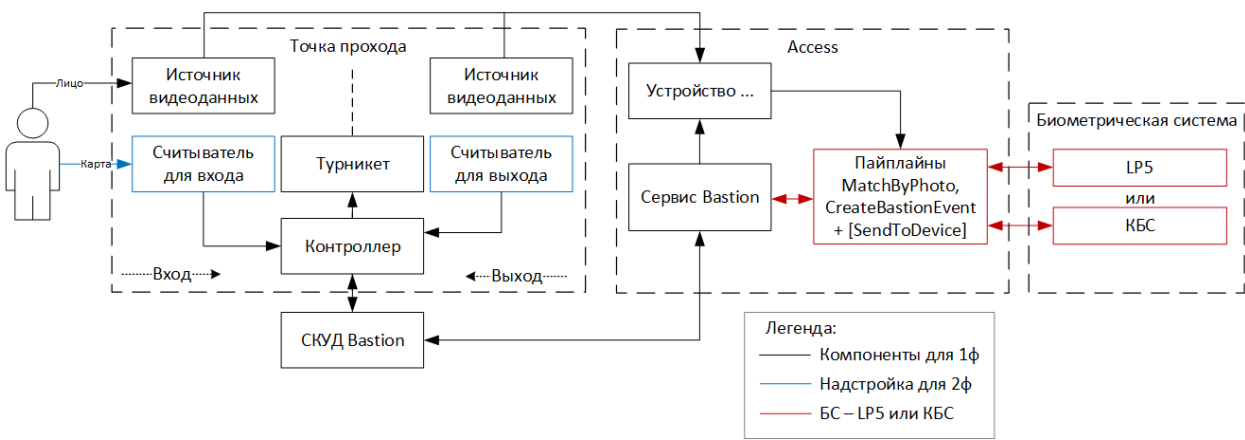 Точка прохода
Access
Источник
видеоданных
Источник
видеоданных
Устройство ...
Лицо
Биометрическая система
Карта
Считыватель
для входа
Турникет
Считыватель
для выхода
Сервис Bastion
Пайплайны
MatchByPhoto,
CreateBastionEvent
+ [SendToDevice]
LP5
или
КБС
Контроллер
Вход
Выход
СКУД Bastion
Легенда:
Компоненты для 1ф
Надстройка для 2ф
БС – LP5 или КБС